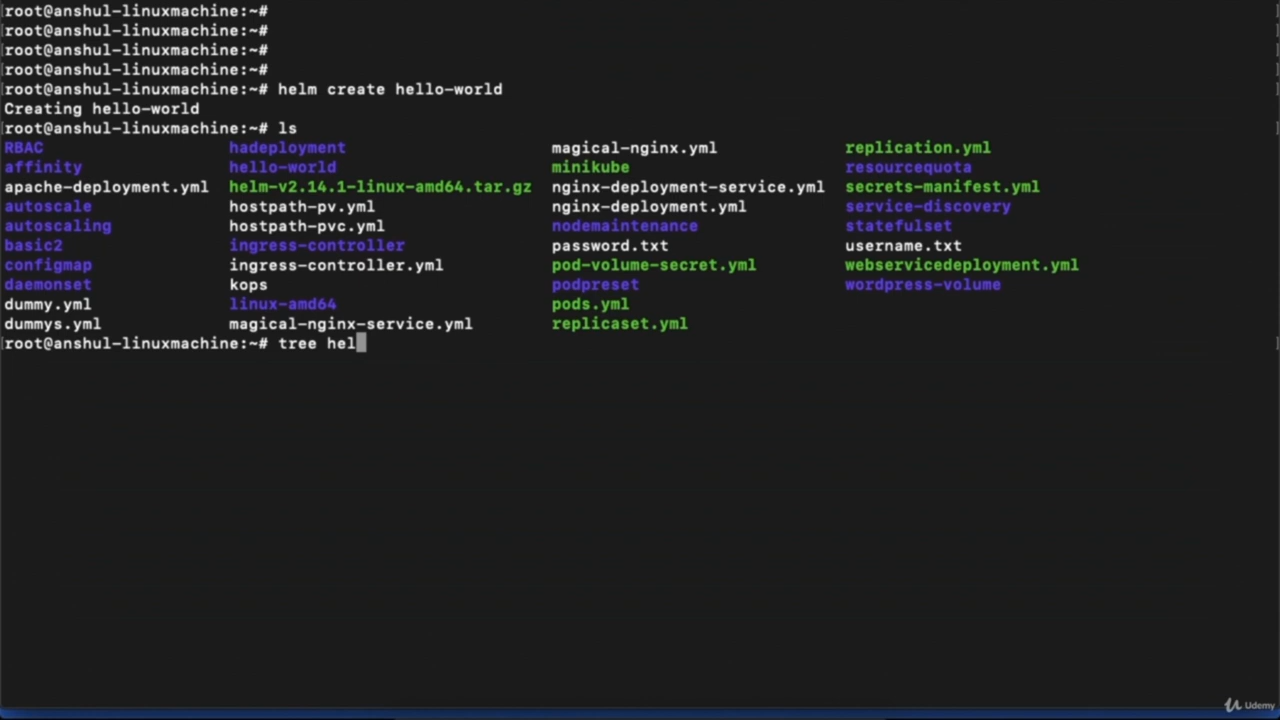 root@anshul-linuxmachine:~#
root@anshul-linuxmachine:~#
root@anshul-linuxmachine:~#
root@anshul-linuxmachine:~#
root@anshul-linuxmachine:~# helm create hello-world
Creating hello-world
root@anshul-linuxmachine:~# ls
RBAC hadeployment magical-nginx.yml replication.yml
affinity hello-world minikube resourcequota
apache-deployment.yml helm-v2.14.1-linux-amd64.tar.gz nginx-deployment-service.yml secrets-manifest.yml
autoscale hostpath-pv.yml nginx-deployment.yml service-discovery
autoscaling hostpath-pvc.yml nodemaintenance statefulset
basic2 ingress-controller password.txt username.txt
configmap ingress-controller.yml pod-volume-secret.yml webservicedeployment.yml
daemonset kops podpreset wordpress-volume
dummy.yml linux-amd64 pods.yml
dummys.yml magical-nginx-service.yml replicaset.yml
root@anshul-linuxmachine:~# tree hel
Udemy